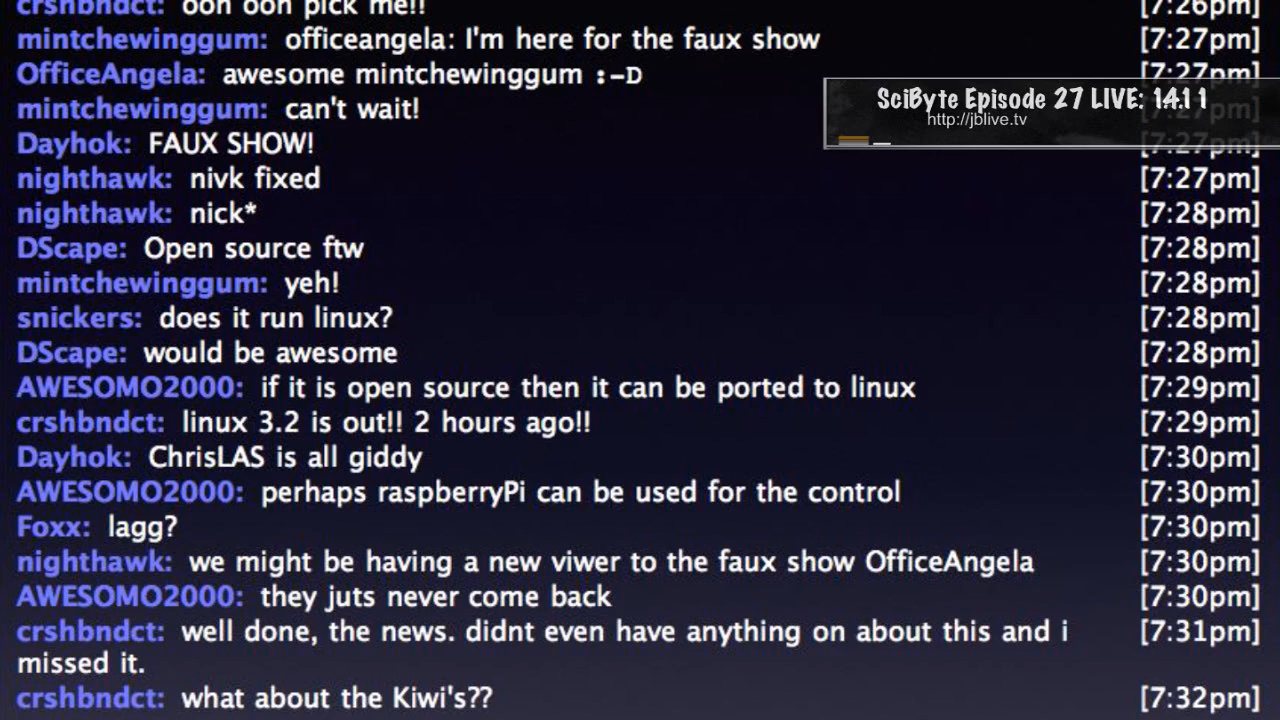 crshbndct: ooh ooh pick me!! [7:26pm]
mintchewinggum: officeangela: I'm here for the faux show [7:27pm]
OfficeAngela: awesome mintchewinggum :-D [7:27pm]
SciByte Episode 27 LIVE: 14:11
http://jblive.tv
mintchewinggum: can't wait! [7:27pm]
Dayhok: FAUX SHOW! [7:27pm]
nighthawk: nivk fixed [7:27pm]
nighthawk: nick* [7:28pm]
DScape: Open source ftw [7:28pm]
mintchewinggum: yeh! [7:28pm]
snickers: does it run linux? [7:28pm]
DScape: would be awesome [7:28pm]
AWESOMO2000: if it is open source then it can be ported to linux [7:29pm]
crshbndct: linux 3.2 is out!! 2 hours ago!! [7:29pm]
Dayhok: ChrisLAS is all giddy [7:30pm]
AWESOMO2000: perhaps raspberryPi can be used for the control [7:30pm]
Foxx: lagg? [7:30pm]
nighthawk: we might be having a new viwer to the faux show OfficeAngela [7:30pm]
AWESOMO2000: they juts never come back [7:30pm]
crshbndct: well done, the news. didnt even have anything on about this and i [7:31pm]
missed it.
crshbndct: what about the Kiwi's?? [7:32pm]